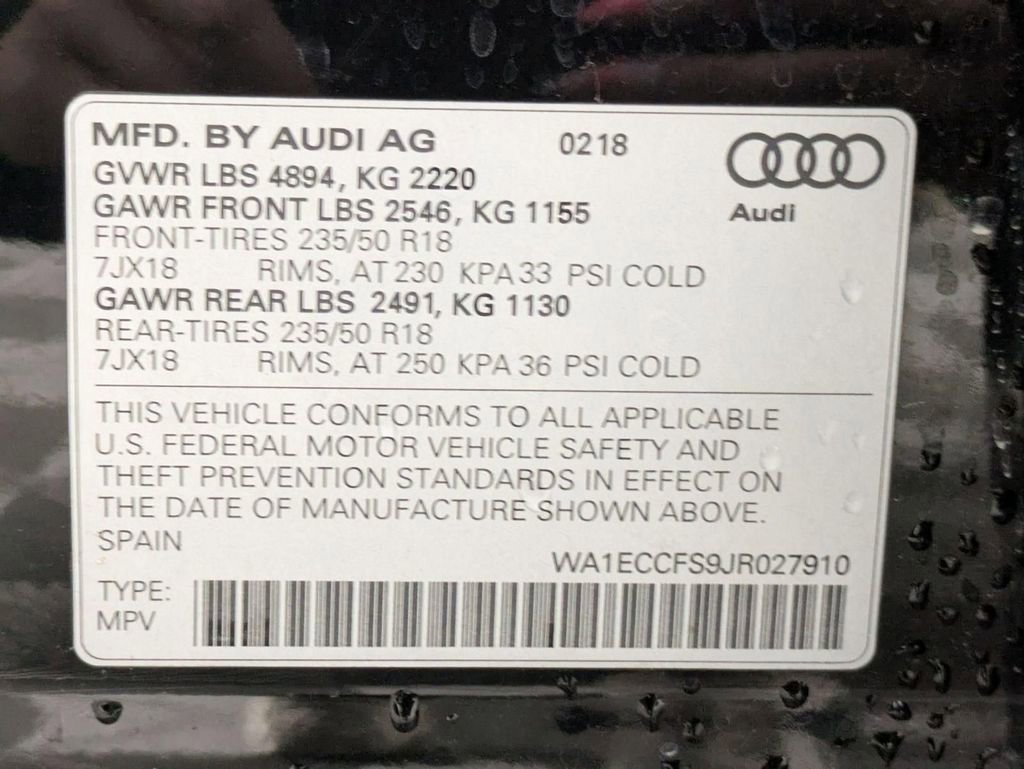 MFD. BY AUDI AG 0218
GVWR LBS 4894, KG 2220
GAWR FRONT LBS 2546, KG 1155
Audi
FRONT-TIRES 235/50 R18
7JX18 RIMS, AT 230 KPA 33 PSI COLD
GAWR REAR LBS 2491, KG 1130
REAR-TIRES 235/50 R18
7JX18 RIMS, AT 250 KPA 36 PSI COLD
THIS VEHICLE CONFORMS TO ALL APPLICABLE
U.S. FEDERAL MOTOR VEHICLE SAFETY AND
THEFT PREVENTION STANDARDS IN EFFECT ON
THE DATE OF MANUFACTURE SHOWN ABOVE.
SPAIN
WA1ECCFS9JR027910
TYPE:
MPV